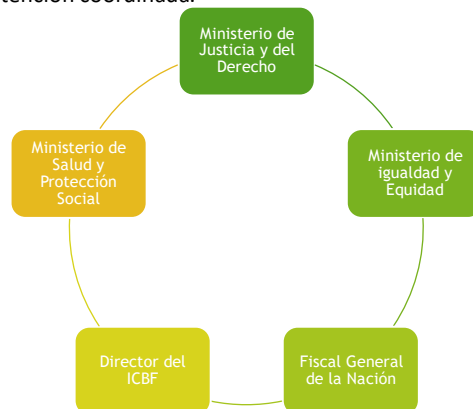 Ministerio de
Justicia y del
Derecho
Ministerio de
igualdad y
Equidad
Fiscal General
de la Nación
Director del
ICBF
Ministerio de
Salud y
Protección
Social